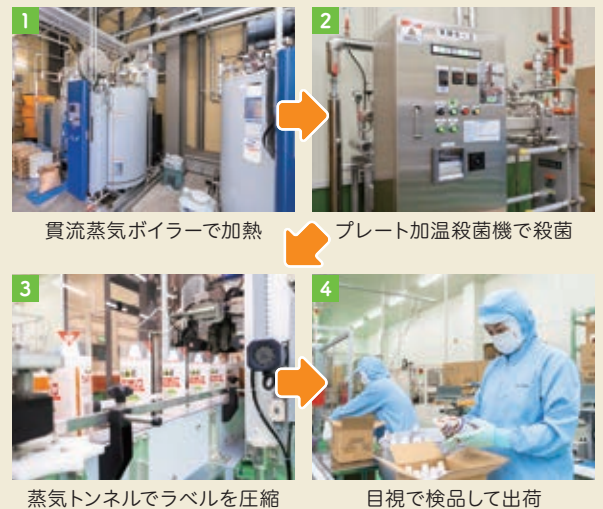 1
2
貫流蒸気ボイラーで加熱
プレート加温殺菌機で殺菌
3
4
蒸気トンネルでラベルを圧縮
目視で検品して出荷